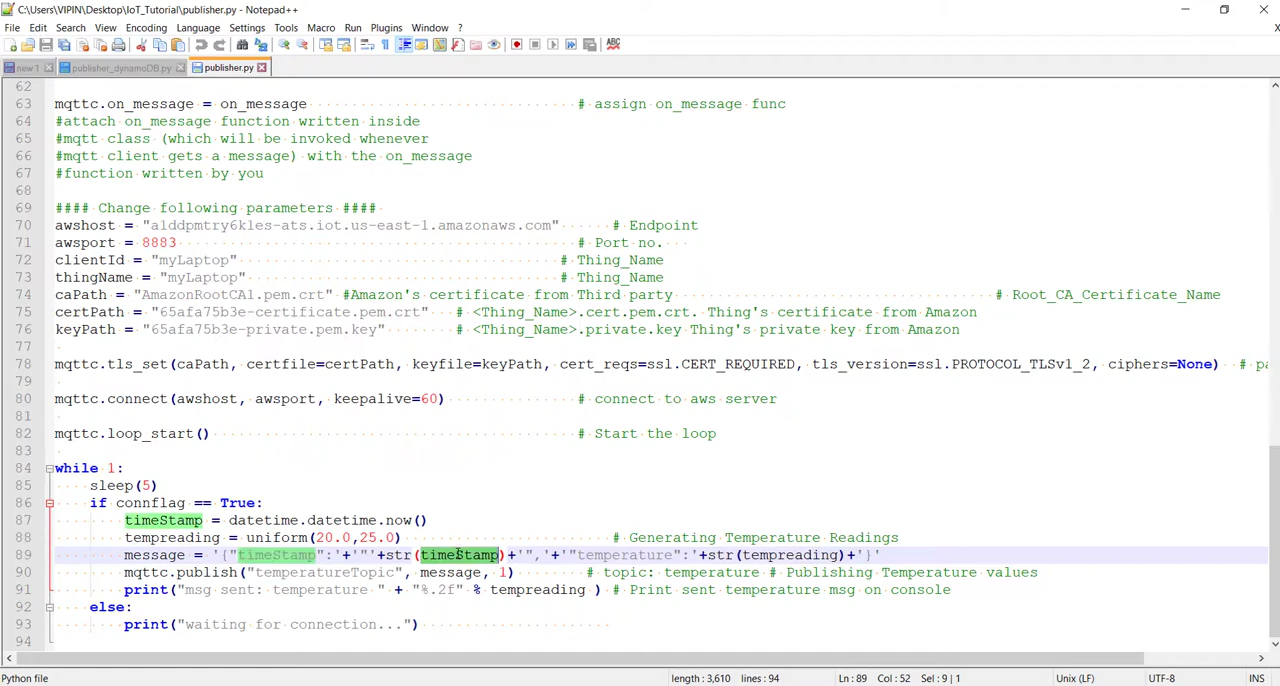 C:\Users\VIPIN\Desktop\IoT_Tutorial\publisher.py - Notepad++
File Edit Search View Encoding Language Settings Tools Macro Run Plugins Window ?
new 1 publisher_dynamoDB.py publisher.py
62
63 mqttc.on_message = on_message # assign on_message func
64 #attach on_message function written inside
65 #mqtt class (which will be invoked whenever
66 #mqtt client gets a message) with the on_message
67 #function written by you
68
69 #### Change following parameters ####
70 awshost = "a1ddpmtry6kles-ats.iot.us-east-1.amazonaws.com" # Endpoint
71 awsport = 8883 # Port no.
72 clientId = "myLaptop" # Thing_Name
73 thingName = "myLaptop" # Thing_Name
74 caPath = "AmazonRootCA1.pem.crt" #Amazon's certificate from Third party # Root_CA_Certificate_Name
75 certPath = "65afa75b3e-certificate.pem.crt" # <Thing_Name>.cert.pem.crt. Thing's certificate from Amazon
76 keyPath = "65afa75b3e-private.pem.key" # <Thing_Name>.private.key Thing's private key from Amazon
77
78 mqttc.tls_set(caPath, certfile=certPath, keyfile=keyPath, cert_reqs=ssl.CERT_REQUIRED, tls_version=ssl.PROTOCOL_TLSv1_2, ciphers=None) # pa
79
80 mqttc.connect(awshost, awsport, keepalive=60) # connect to aws server
81
82 mqttc.loop_start() # Start the loop
83
84 while 1:
85 sleep(5)
86 if connflag == True:
87 timeStamp = datetime.datetime.now()
88 tempreading = uniform(20.0,25.0) # Generating Temperature Readings
89 message = '{"timeStamp":'+'"'+str(timeStamp)+'",'+'"temperature":'+str(tempreading)+'}'
90 mqttc.publish("temperatureTopic", message, 1) # topic: temperature # Publishing Temperature values
91 print("msg sent: temperature " + "%.2f" % tempreading ) # Print sent temperature msg on console
92 else:
93 print("waiting for connection...")
94
Python file length : 3,610 lines : 94 Ln : 89 Col : 52 Sel : 9 | 1 Unix (LF) UTF-8 INS